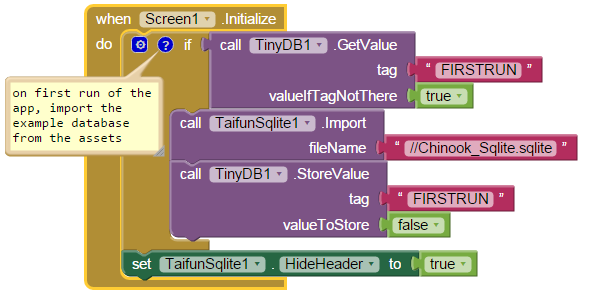 when Screen1 .Initialize
do ? if call TinyDB1 .GetValue
tag " FIRSTRUN "
valueIfTagNotThere true
on first run of the
app, import the
example database
from the assets
call TaifunSqlite1 .Import
fileName " //Chinook_Sqlite.sqlite "
call TinyDB1 .StoreValue
tag " FIRSTRUN "
valueToStore false
set TaifunSqlite1 . HideHeader to true